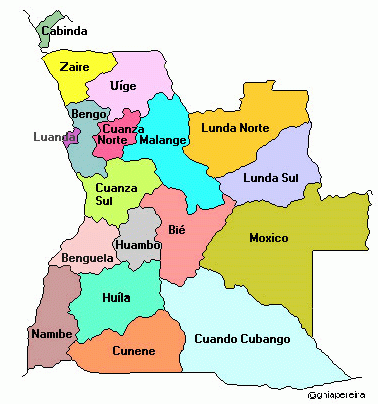 Cabinda
Zaire
Uíge
Bengo
Luanda
Cuanza
Norte
Malange
Lunda Norte
Lunda Sul
Cuanza
Sul
Bié
Huambo
Moxico
Benguela
Huíla
Namibe
Cunene
Cuando Cubango
@gniapereira